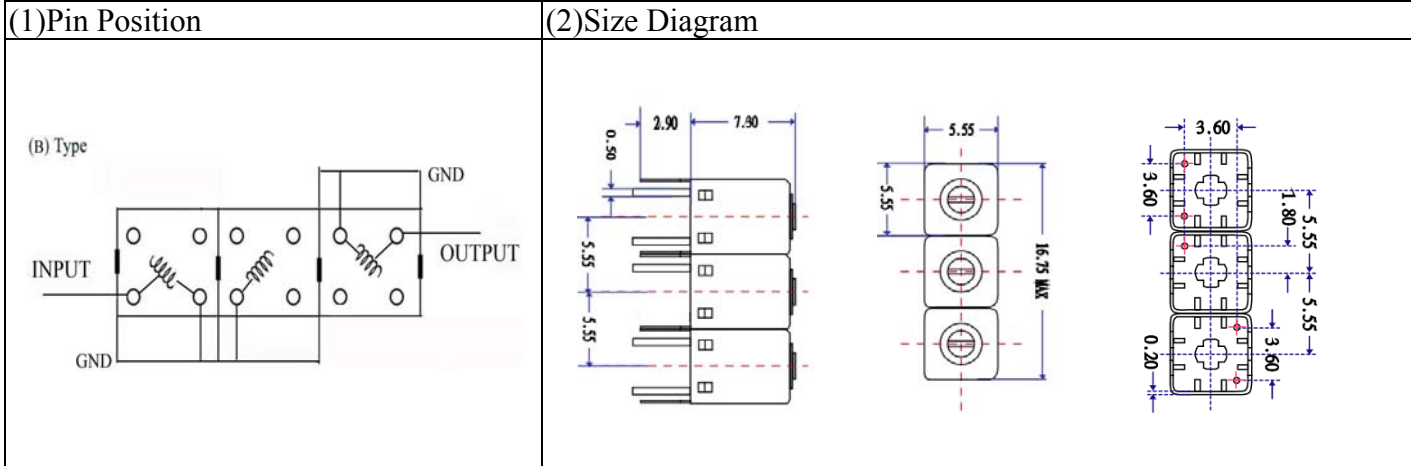 (1)Pin Position
(2)Size Diagram
(B) Type
GND
INPUT
OUTPUT
GND
2.90
7.90
0.50
5.55
5.55
5.55
5.55
16.75 MAX
3.60
3.60
1.80
5.55
5.55
3.60
0.20